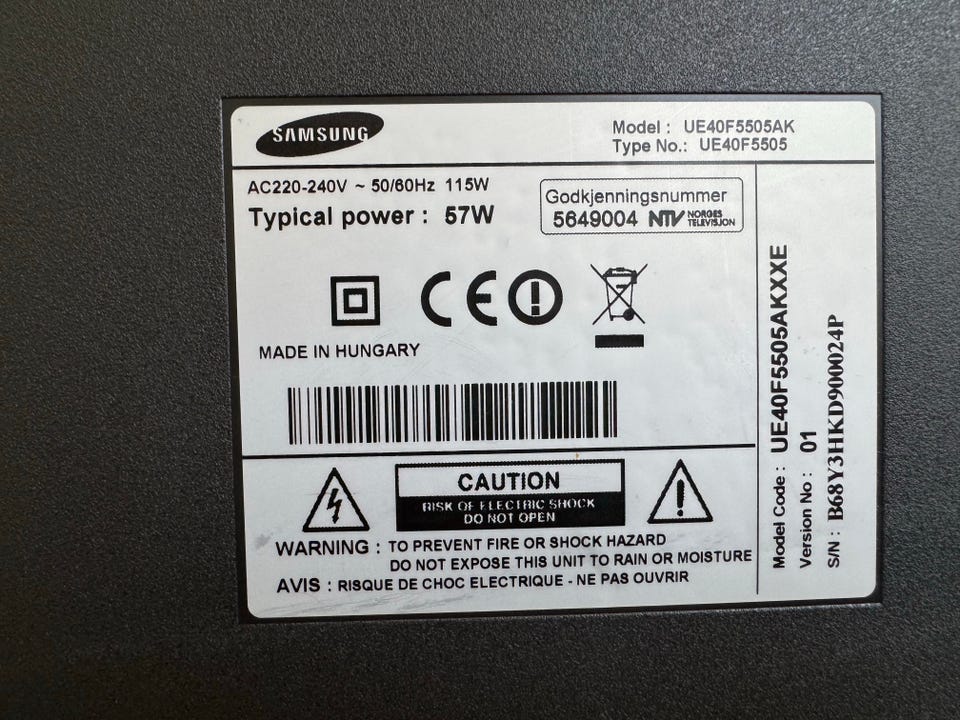 SAMSUNG
Model : UE40F5505AK
Type No.: UE40F5505
AC220-240V ~ 50/60Hz 115W
Typical power : 57W
Godkjenningsnummer
5649004 NTV NORGES TELEVISJON
CE
MADE IN HUNGARY
CAUTION
RISK OF ELECTRIC SHOCK
DO NOT OPEN
WARNING : TO PREVENT FIRE OR SHOCK HAZARD
DO NOT EXPOSE THIS UNIT TO RAIN OR MOISTURE
AVIS : RISQUE DE CHOC ELECTRIQUE - NE PAS OUVRIR
Model Code : UE40F5505AKXXE
Version No : 01
S/N : B68Y3HKD900024P